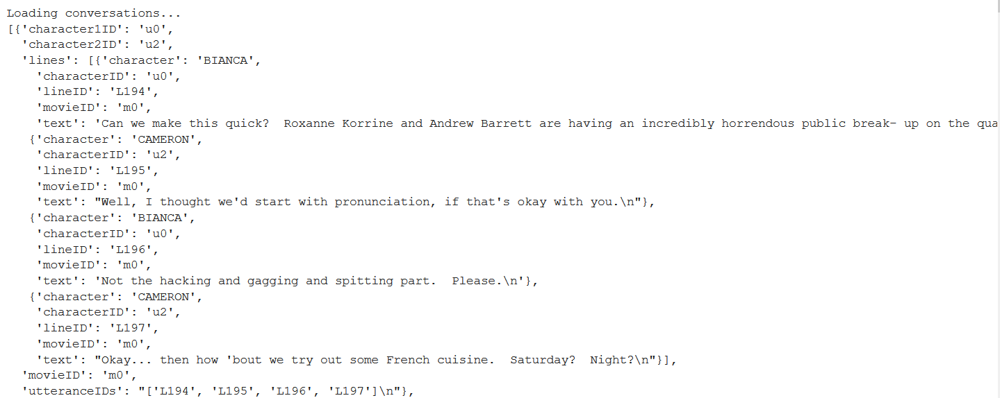 Loading conversations...
[{'character1ID': 'u0',
  'character2ID': 'u2',
  'lines': [{'character': 'BIANCA',
    'characterID': 'u0',
    'lineID': 'L194',
    'movieID': 'm0',
    'text': 'Can we make this quick?  Roxanne Korrine and Andrew Barrett are having an incredibly horrendous public break- up on the qua
   {'character': 'CAMERON',
    'characterID': 'u2',
    'lineID': 'L195',
    'movieID': 'm0',
    'text': "Well, I thought we'd start with pronunciation, if that's okay with you.\n"},
   {'character': 'BIANCA',
    'characterID': 'u0',
    'lineID': 'L196',
    'movieID': 'm0',
    'text': 'Not the hacking and gagging and spitting part.  Please.\n'},
   {'character': 'CAMERON',
    'characterID': 'u2',
    'lineID': 'L197',
    'movieID': 'm0',
    'text': "Okay... then how 'bout we try out some French cuisine.  Saturday?  Night?\n"}],
  'movieID': 'm0',
  'utteranceIDs': "['L194', 'L195', 'L196', 'L197']\n"},